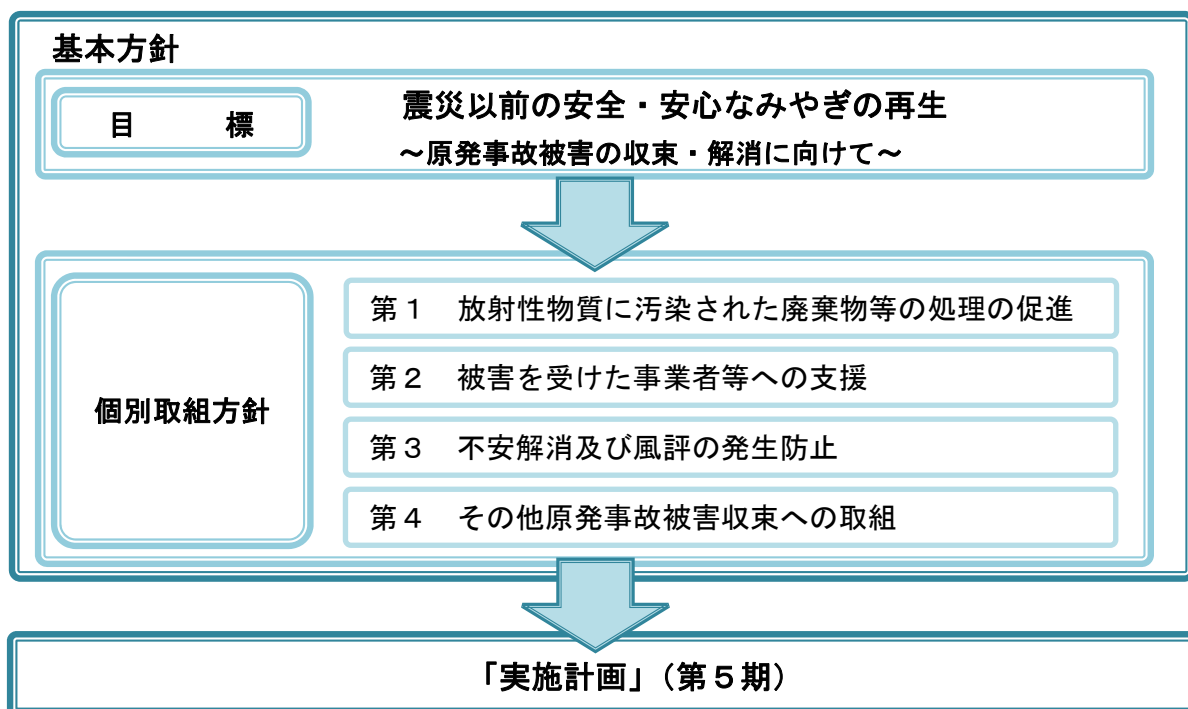 基本方針
目　標
震災以前の安全・安心なみやぎの再生
～原発事故被害の収束・解消に向けて～
個別取組方針
第１　放射性物質に汚染された廃棄物等の処理の促進
第２　被害を受けた事業者等への支援
第３　不安解消及び風評の発生防止
第４　その他原発事故被害収束への取組
「実施計画」（第５期）